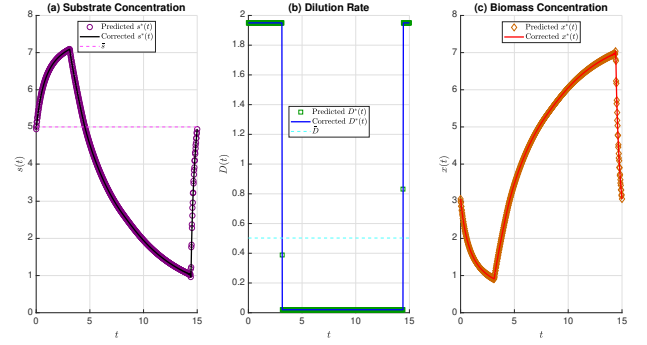 (a) Substrate Concentration
Predicted s*(t)
Corrected s*(t)
s̄
8
7
6
5
4
3
2
1
0
s(t)
0
5
10
15
t
(b) Dilution Rate
Predicted D*(t)
Corrected D*(t)
D̄
2
1.8
1.6
1.4
1.2
1
0.8
0.6
0.4
0.2
0
D(t)
0
5
10
15
t
(c) Biomass Concentration
Predicted x*(t)
Corrected x*(t)
8
7
6
5
4
3
2
1
0
x(t)
0
5
10
15
t